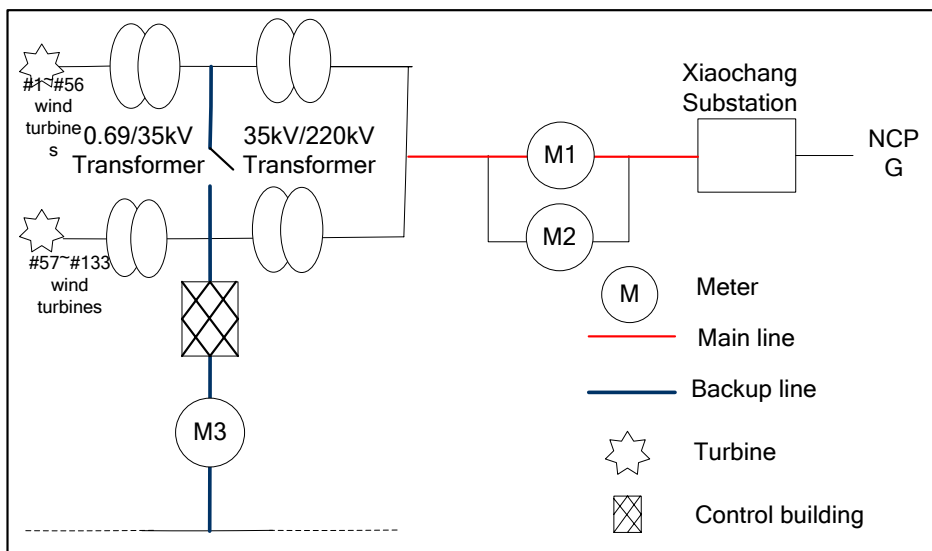 #1~#56
wind
turbine
s
0.69/35kV
Transformer
35kV/220kV
Transformer
#57~#133
wind
turbines
M3
M1
M2
Xiaochang
Substation
NCP
G
M
Meter
Main line
Backup line
Turbine
Control building